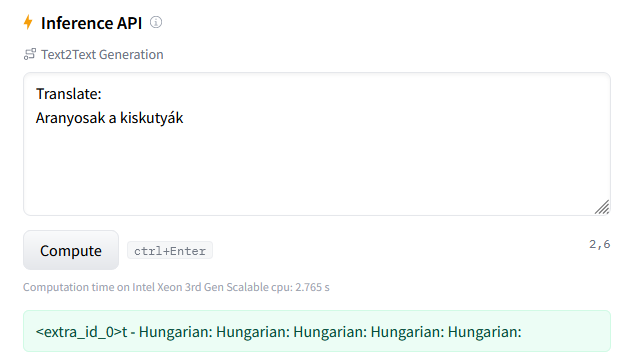 Inference API
Text2Text Generation
Translate:
Aranyosak a kiskutyák
Compute ctrl+Enter 2,6
Computation time on Intel Xeon 3rd Gen Scalable cpu: 2.765 s
<extra_id_0>t - Hungarian: Hungarian: Hungarian: Hungarian: Hungarian: